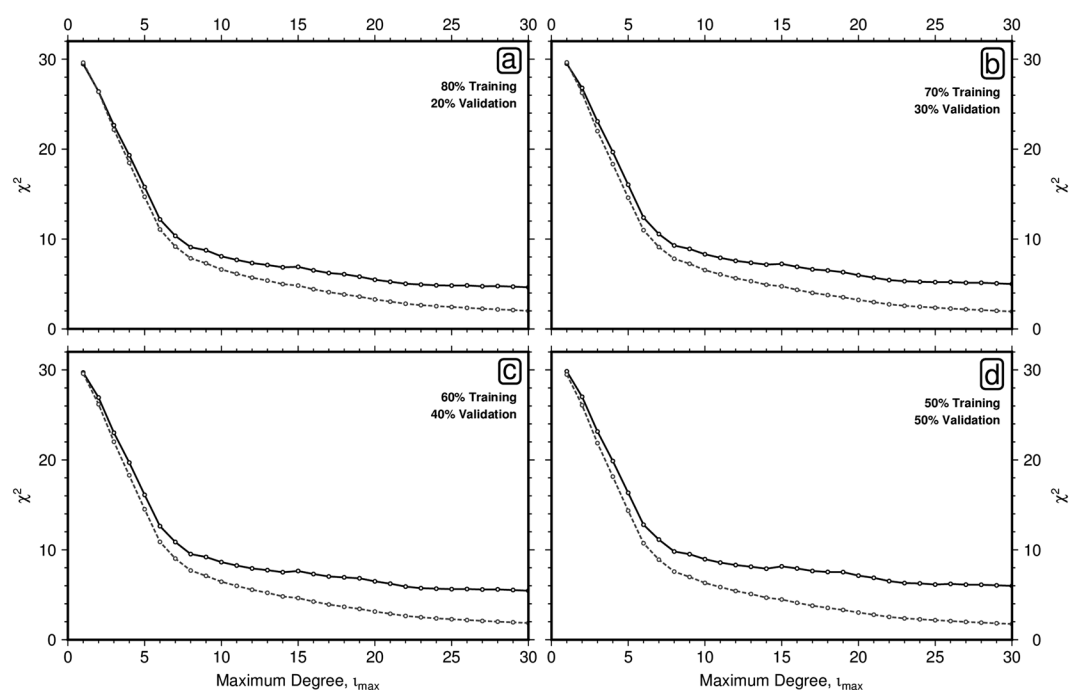 0 5 10 15 20 25 30
0 5 10 15 20 25 30
30
20
10
0
χ²
a
80% Training
20% Validation
b
70% Training
30% Validation
30
20
10
0
χ²
30
20
10
0
χ²
c
60% Training
40% Validation
d
50% Training
50% Validation
30
20
10
0
χ²
0 5 10 15 20 25 30
0 5 10 15 20 25 30
Maximum Degree, ιmax
Maximum Degree, ιmax